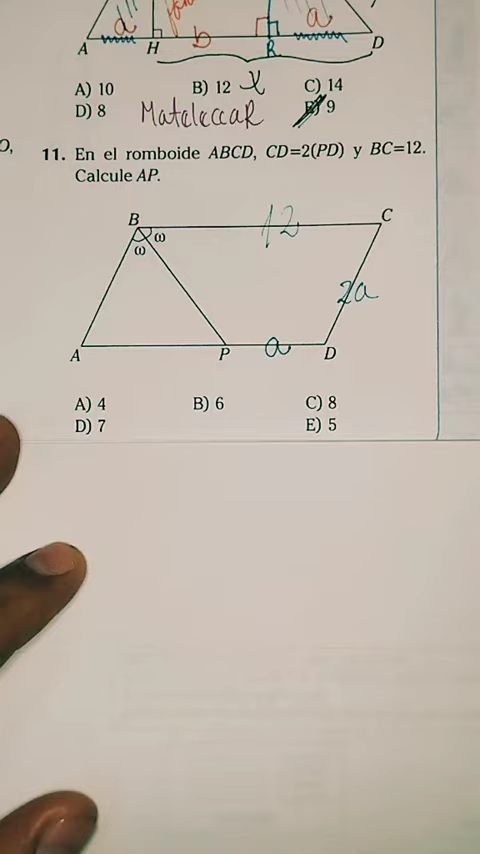 a
a
A
H
b
R
D
A) 10
B) 12
C) 14
D) 8
Mateleccar
9
11. En el romboide ABCD, CD=2(PD) y BC=12.
Calcule AP.
B
12
C
ω
ω
2a
A
P
a
D
A) 4
B) 6
C) 8
D) 7
E) 5